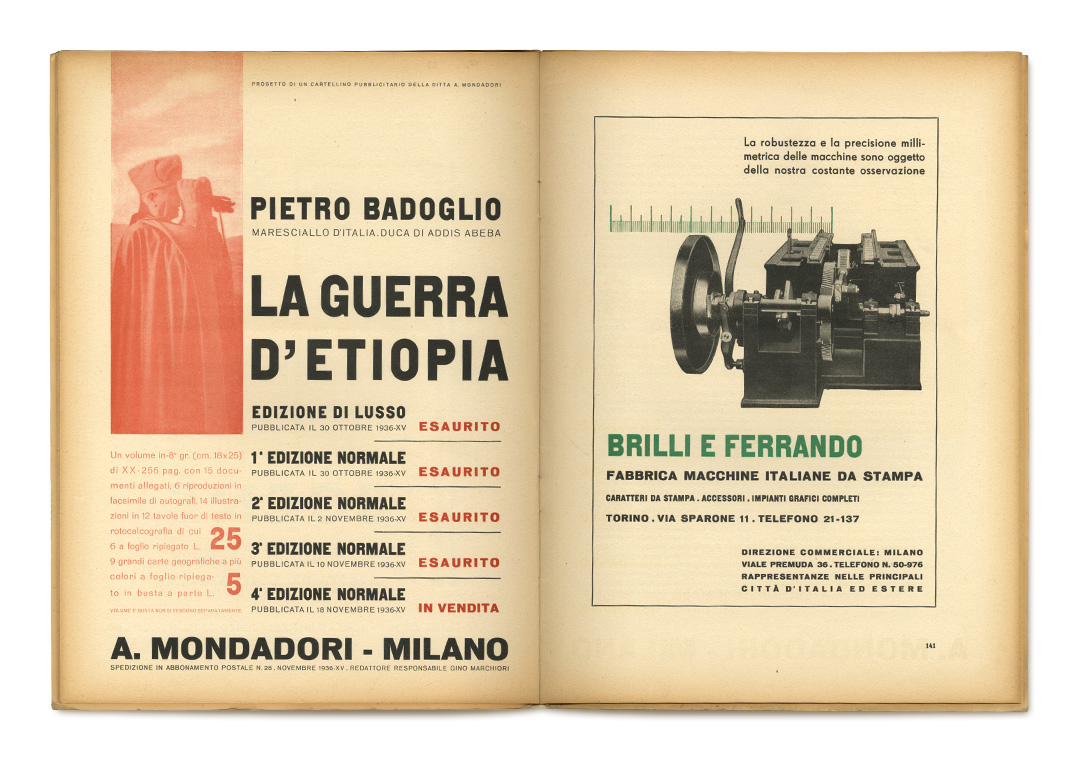 PROGETTO DI UN CARTELLINO PUBBLICITARIO DELLA DITTA A. MONDADORI
PIETRO BADOGLIO
MARESCIALLO D'ITALIA.DUCA DI ADDIS ABEBA
LA GUERRA
D'ETIOPIA
EDIZIONE DI LUSSO
PUBBLICATA IL 30 OTTOBRE 1936-XV ESAURITO
1ª EDIZIONE NORMALE
PUBBLICATA IL 30 OTTOBRE 1936-XV ESAURITO
2ª EDIZIONE NORMALE
PUBBLICATA IL 2 NOVEMBRE 1936-XV ESAURITO
3ª EDIZIONE NORMALE
PUBBLICATA IL 10 NOVEMBRE 1936-XV ESAURITO
4ª EDIZIONE NORMALE
PUBBLICATA IL 18 NOVEMBRE 1936-XV IN VENDITA
Un volume in-8° gr. (cm. 18x25)
di XX-256 pag. con 15 docu-
menti allegati, 6 riproduzioni in
facsimile di autografi, 14 illustra-
zioni in 12 tavole fuor di testo in
rotocalcografia di cui
6 a foglio ripiegato L. 25
9 grandi carte geografiche a più
colori a foglio ripiega-
to in busta a parte L. 5
VOLUME E BUSTA NON SI VENDONO SEPARATAMENTE
A. MONDADORI - MILANO
SPEDIZIONE IN ABBONAMENTO POSTALE N. 28. NOVEMBRE 1936-XV. REDATTORE RESPONSABILE GINO MARCHIORI
La robustezza e la precisione milli-
metrica delle macchine sono oggetto
della nostra costante osservazione
BRILLI E FERRANDO
FABBRICA MACCHINE ITALIANE DA STAMPA
CARATTERI DA STAMPA . ACCESSORI . IMPIANTI GRAFICI COMPLETI
TORINO . VIA SPARONE 11 . TELEFONO 21-137
DIREZIONE COMMERCIALE: MILANO
VIALE PREMUDA 36 . TELEFONO N. 50-976
RAPPRESENTANZE NELLE PRINCIPALI
CITTÀ D'ITALIA ED ESTERE
141